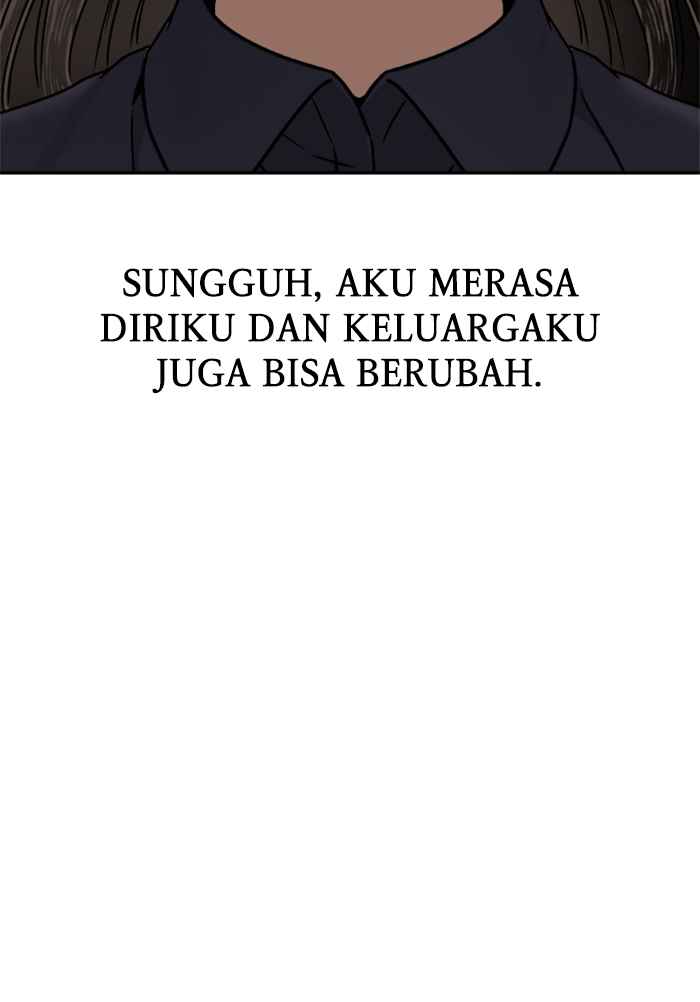 SUNGGUH, AKU MERASA
DIRIKU DAN KELUARGAKU
JUGA BISA BERUBAH.